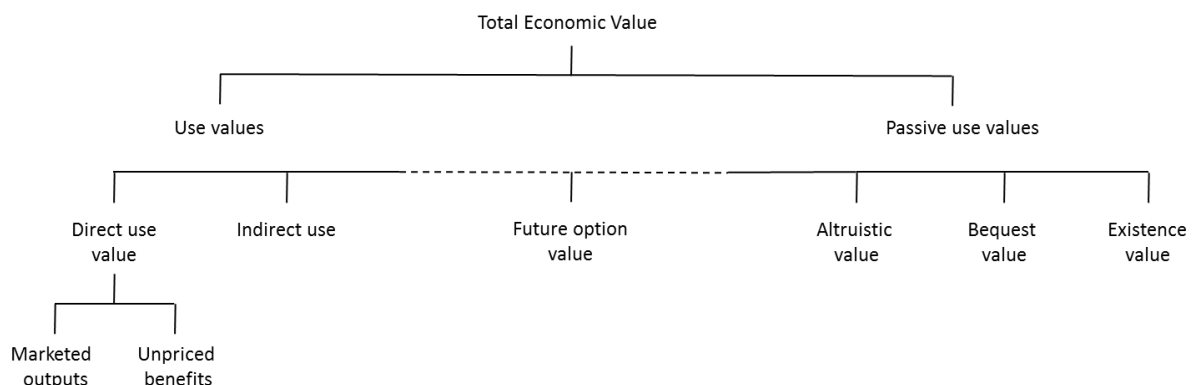 Total Economic Value
Use values
Passive use values
Direct use
value
Indirect use
Future option
value
Altruistic
value
Bequest
value
Existence
value
Marketed
outputs
Unpriced
benefits